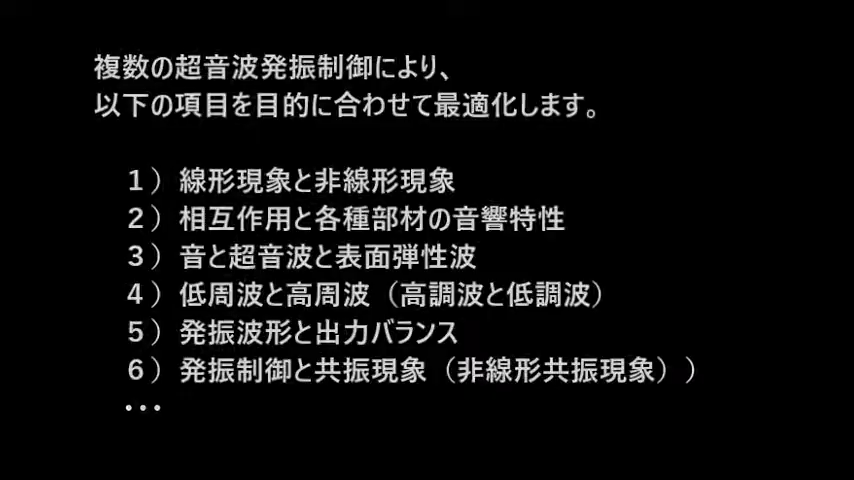 複数の超音波発振制御により、
以下の項目を目的に合わせて最適化します。
1）線形現象と非線形現象
2）相互作用と各種部材の音響特性
3）音と超音波と表面弾性波
4）低周波と高周波（高調波と低調波）
5）発振波形と出力バランス
6）発振制御と共振現象（非線形共振現象））
・・・